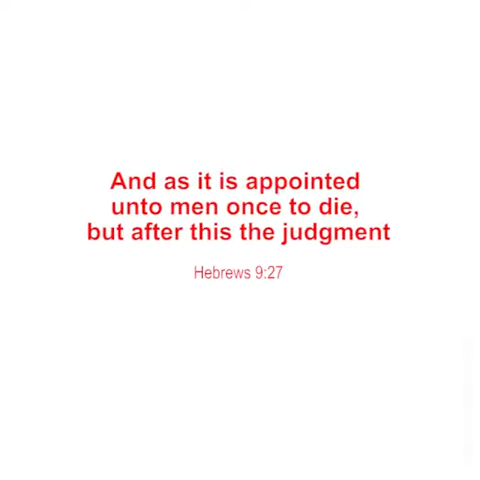 And as it is appointed
unto men once to die,
but after this the judgment
Hebrews 9:27